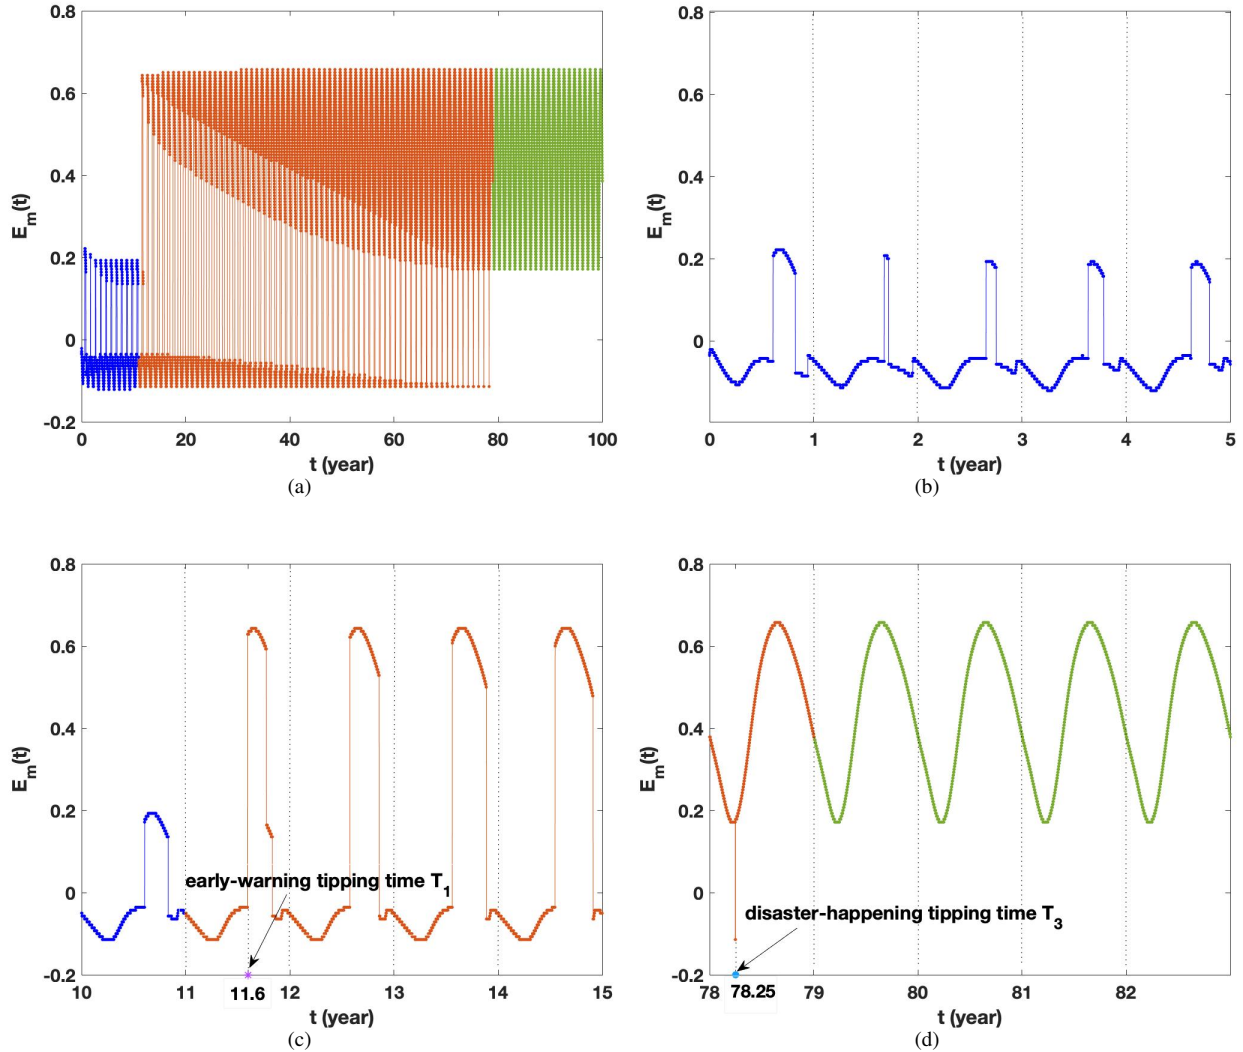 0.8
0.6
0.4
0.2
0
-0.2
E_m(t)
0 20 40 60 80 100
t (year)
(a)
0.8
0.6
0.4
0.2
0
-0.2
E_m(t)
0 1 2 3 4 5
t (year)
(b)
0.8
0.6
0.4
0.2
0
-0.2
E_m(t)
early-warning tipping time T_1
10 11 12 13 14 15
11.6
t (year)
(c)
0.8
0.6
0.4
0.2
0
-0.2
E_m(t)
disaster-happening tipping time T_3
78 79 80 81 82
78.25
t (year)
(d)